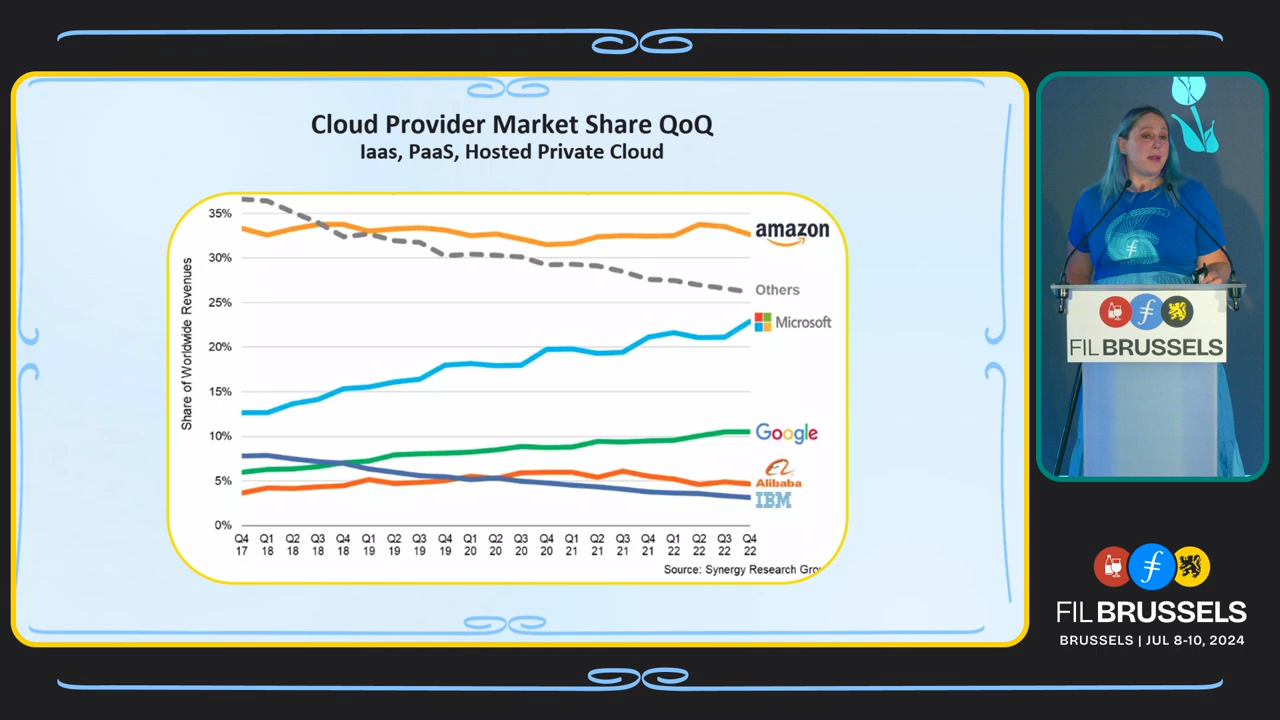 Cloud Provider Market Share QoQ
Iaas, PaaS, Hosted Private Cloud
Share of Worldwide Revenues
35%
30%
25%
20%
15%
10%
5%
0%
amazon
Others
Microsoft
Google
Alibaba
IBM
Q4 Q1 Q2 Q3 Q4 Q1 Q2 Q3 Q4 Q1 Q2 Q3 Q4 Q1 Q2 Q3 Q4 Q1 Q2 Q3 Q4
17 18 18 18 18 19 19 19 19 20 20 20 20 21 21 21 21 22 22 22 22
Source: Synergy Research Gro
FIL BRUSSELS
FIL BRUSSELS
BRUSSELS | JUL 8-10, 2024